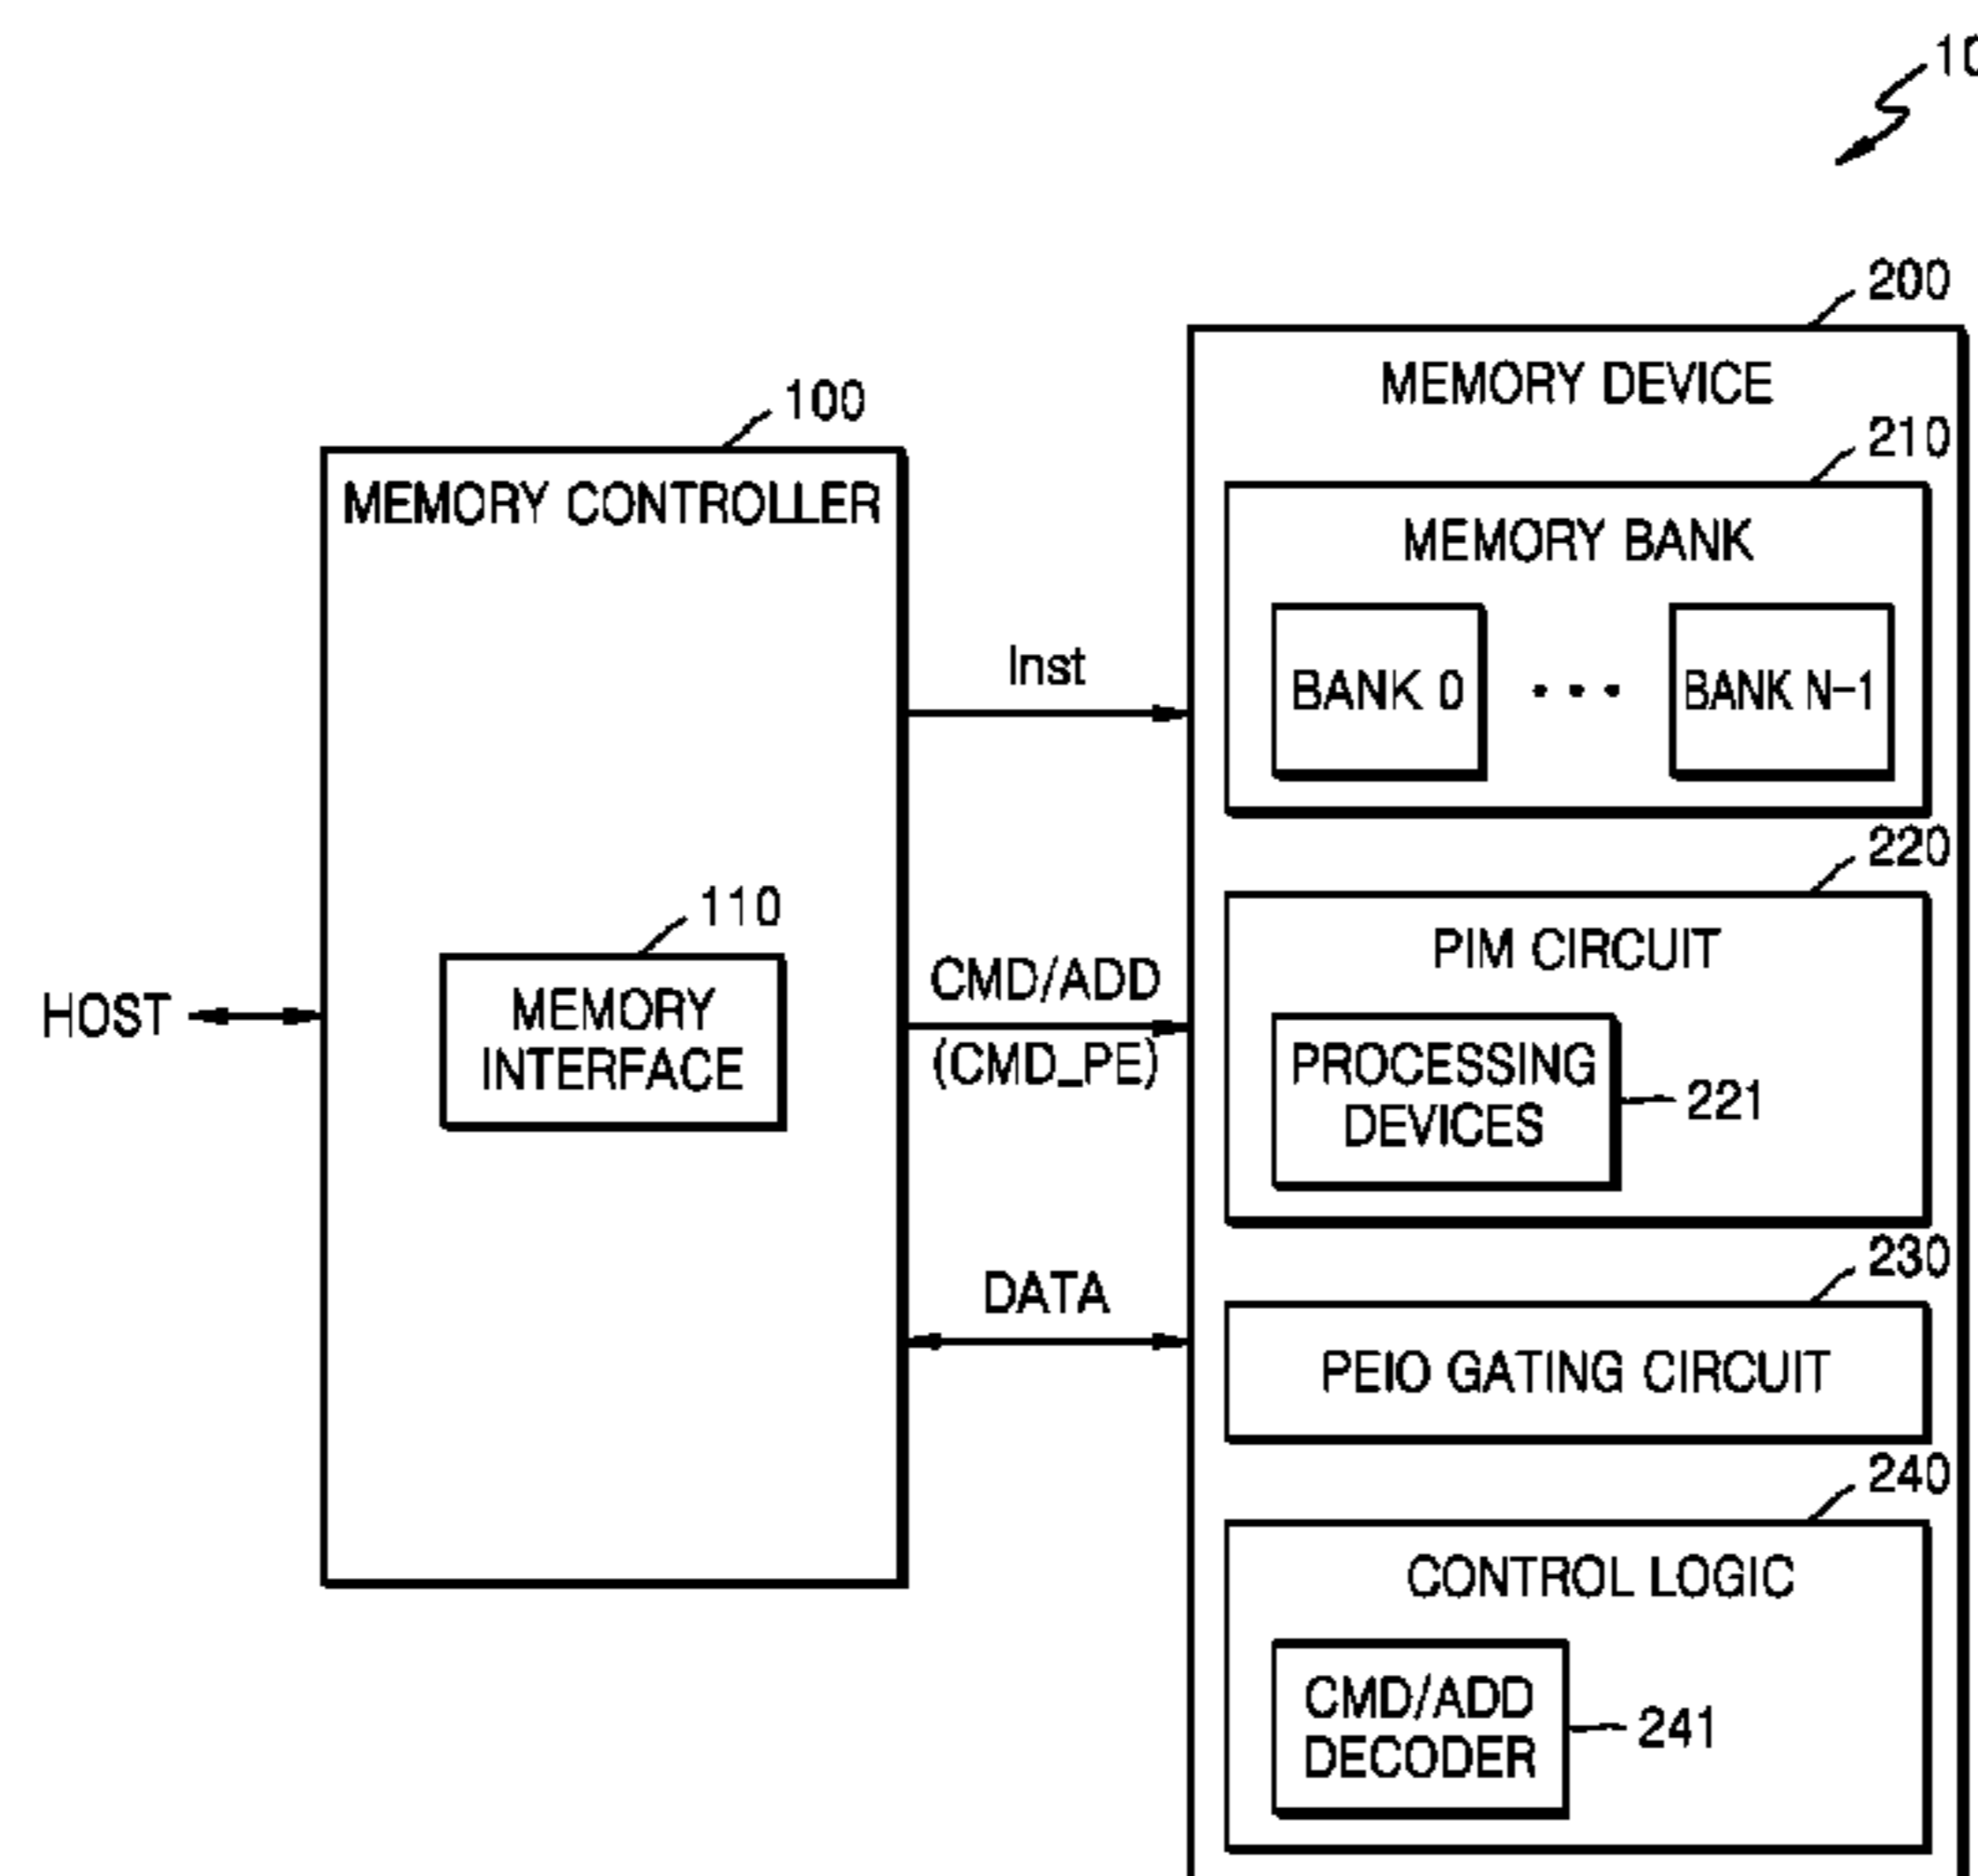 10
200
MEMORY DEVICE
210
100
MEMORY CONTROLLER
MEMORY BANK
Inst
BANK 0 • • • BANK N-1
220
110
PIM CIRCUIT
HOST
MEMORY
INTERFACE
CMD/ADD
(CMD_PE)
PROCESSING
DEVICES
221
230
DATA
PEIO GATING CIRCUIT
240
CONTROL LOGIC
CMD/ADD
DECODER
241